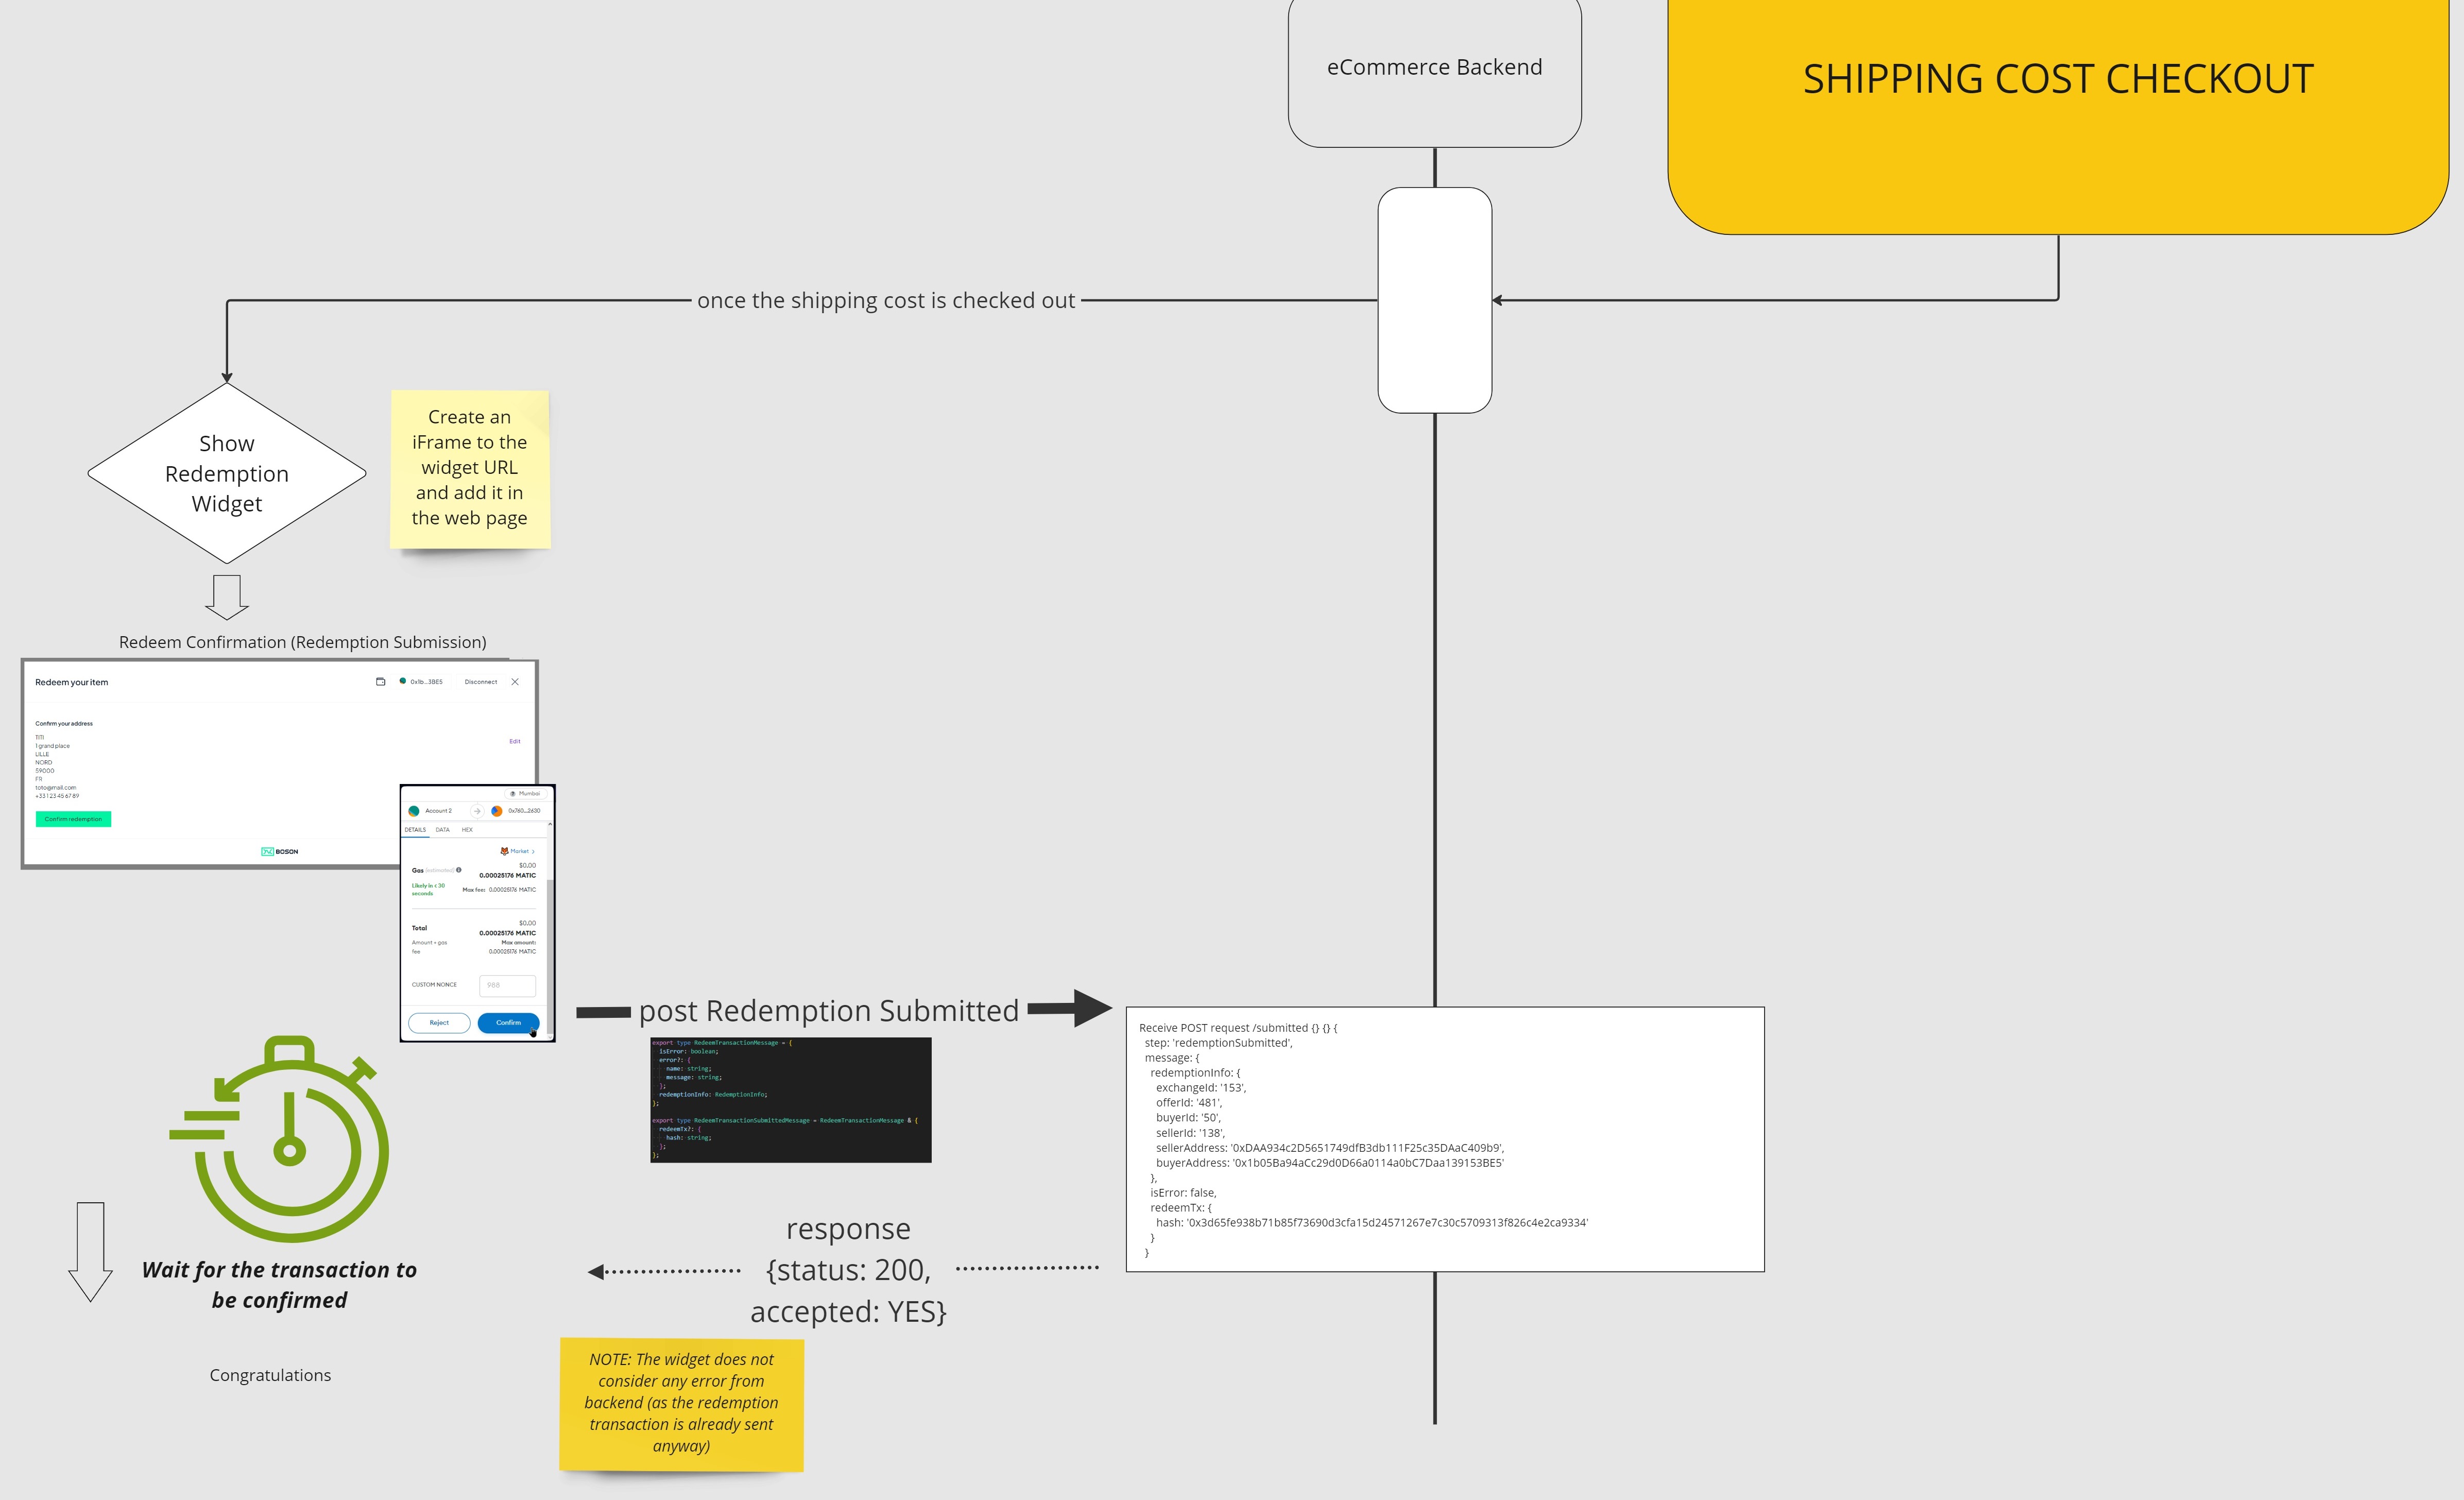 eCommerce Backend
SHIPPING COST CHECKOUT
once the shipping cost is checked out
Show
Redemption
Widget
Create an
iFrame to the
widget URL
and add it in
the web page
Redeem Confirmation (Redemption Submission)
Redeem your item
0x1b...3BE5
Disconnect
Confirm your address
1 grand place
LILLE
NORD
59000
FR
toto@mail.com
+33 1 23 45 67 89
Edit
Confirm redemption
BOSON
Mumbai
Account 2
0x760...2630
DETAILS DATA HEX
Market >
$0.00
Gas (estimated)
0.00025176 MATIC
Likely in < 30
seconds
Max fee: 0.00025176 MATIC
$0.00
Total
0.00025176 MATIC
Amount + gas
fee
Max amount:
0.00025176 MATIC
CUSTOM NONCE
988
Reject
Confirm
post Redemption Submitted
export type RedeemTransactionMessage = {
isError: boolean;
error?: {
name: string;
message: string;
};
redemptionInfo: RedemptionInfo;
};
export type RedeemTransactionSubmittedMessage = RedeemTransactionMessage & {
redeemTx?: {
hash: string;
};
};
Receive POST request /submitted {} {} {
step: 'redemptionSubmitted',
message: {
redemptionInfo: {
exchangeId: '153',
offerId: '481',
buyerId: '50',
sellerId: '138',
sellerAddress: '0xDAA934c2D5651749dfB3db111F25c35DAaC409b9',
buyerAddress: '0x1b05Ba94aCc29d0D66a0114a0bC7Daa139153BE5'
},
isError: false,
redeemTx: {
hash: '0x3d65fe938b71b85f73690d3cfa15d24571267e7c30c5709313f826c4e2ca9334'
}
}
response
{status: 200,
accepted: YES}
Wait for the transaction to
be confirmed
Congratulations
NOTE: The widget does not
consider any error from
backend (as the redemption
transaction is already sent
anyway)